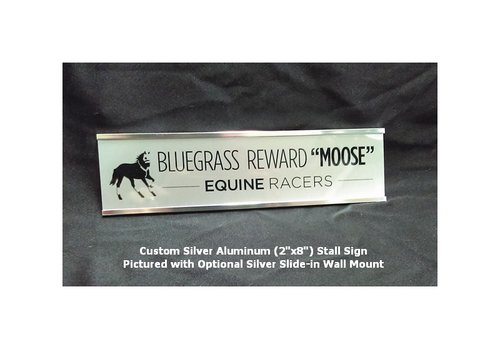 BLUEGRASS REWARD “MOOSE”
EQUINE RACERS
Custom Silver Aluminum (2"x8") Stall Sign
Pictured with Optional Silver Slide-in Wall Mount